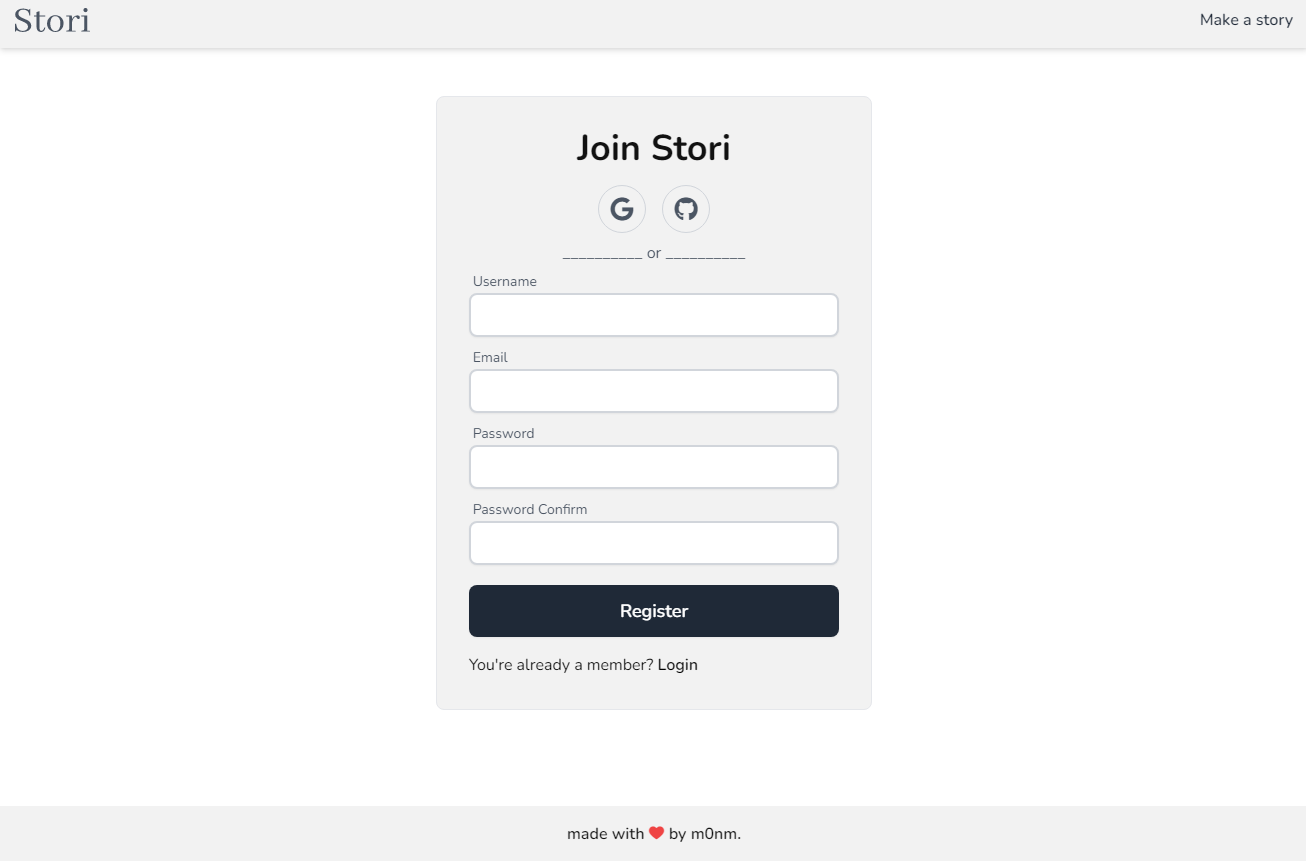 Stori
Make a story
Join Stori
__________ or __________
Username
Email
Password
Password Confirm
Register
You're already a member? Login
made with ❤ by m0nm.